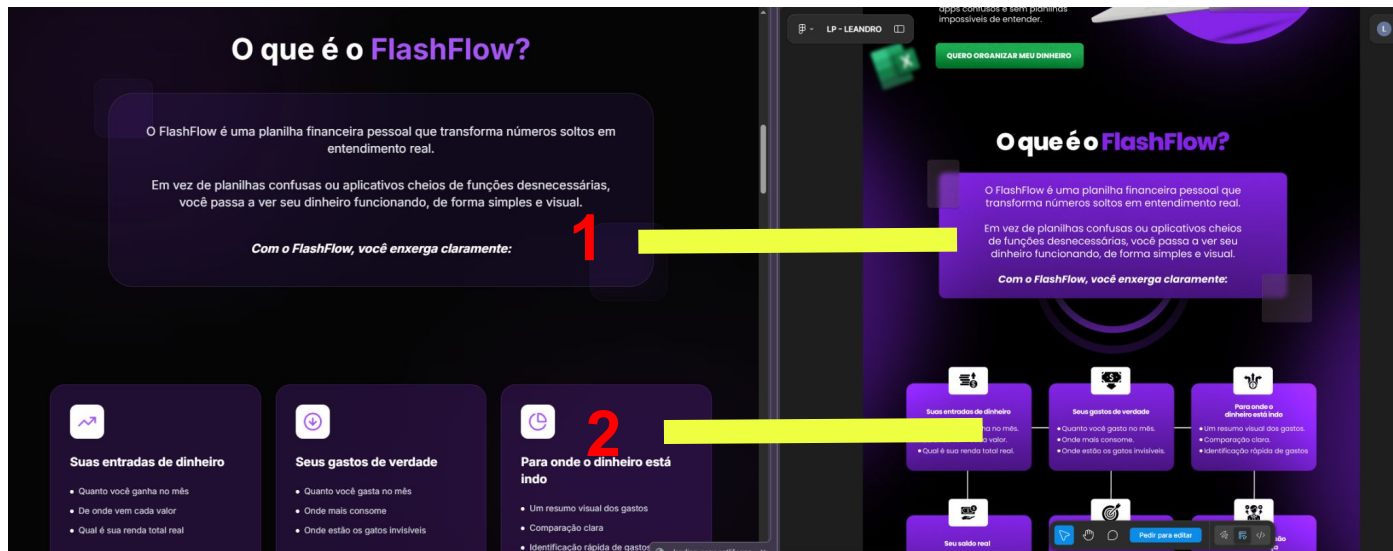 O que é o FlashFlow?
O FlashFlow é uma planilha financeira pessoal que transforma números soltos em
entendimento real.
Em vez de planilhas confusas ou aplicativos cheios de funções desnecessárias,
você passa a ver seu dinheiro funcionando, de forma simples e visual.
Com o FlashFlow, você enxerga claramente:
1
2
Suas entradas de dinheiro
• Quanto você ganha no mês
• De onde vem cada valor
• Qual é sua renda total real
Seus gastos de verdade
• Quanto você gasta no mês
• Onde mais consome
• Onde estão os gatos invisíveis
Para onde o dinheiro está
indo
• Um resumo visual dos gastos
• Comparação clara
• Identificação rápida de gastos
LP - LEANDRO
L
apps confusos e sem planilhas
impossíveis de entender.
QUERO ORGANIZAR MEU DINHEIRO
O que é o FlashFlow?
O FlashFlow é uma planilha financeira pessoal que
transforma números soltos em entendimento real.
Em vez de planilhas confusas ou aplicativos cheios
de funções desnecessárias, você passa a ver seu
dinheiro funcionando, de forma simples e visual.
Com o FlashFlow, você enxerga claramente:
Suas entradas de dinheiro
ha no mês.
valor.
• Qual é sua renda total real.
Seus gastos de verdade
• Quanto você gasta no mês.
• Onde mais consome.
• Onde estão os gatos invisíveis.
Para onde o
dinheiro está indo
• Um resumo visual dos gastos.
• Comparação clara.
• Identificação rápida de gastos
Seu saldo real
Pedir para editar